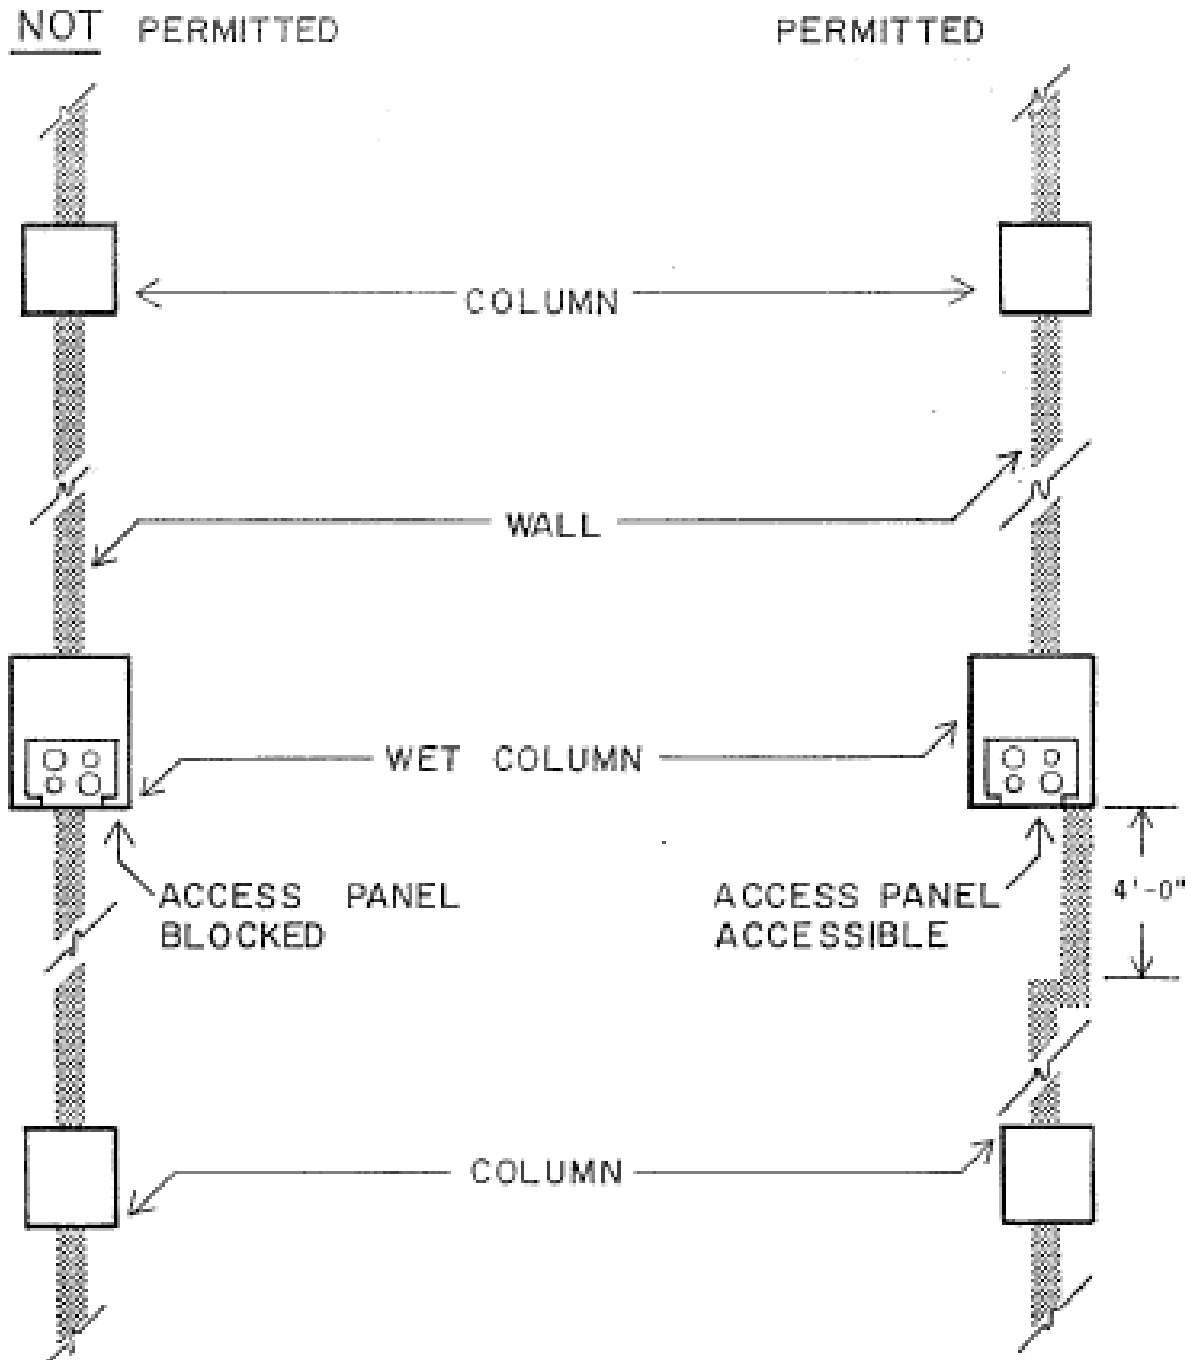 NOT PERMITTED
PERMITTED
COLUMN
WALL
WET COLUMN
ACCESS PANEL
BLOCKED
ACCESS PANEL
ACCESSIBLE
4'-0"
COLUMN